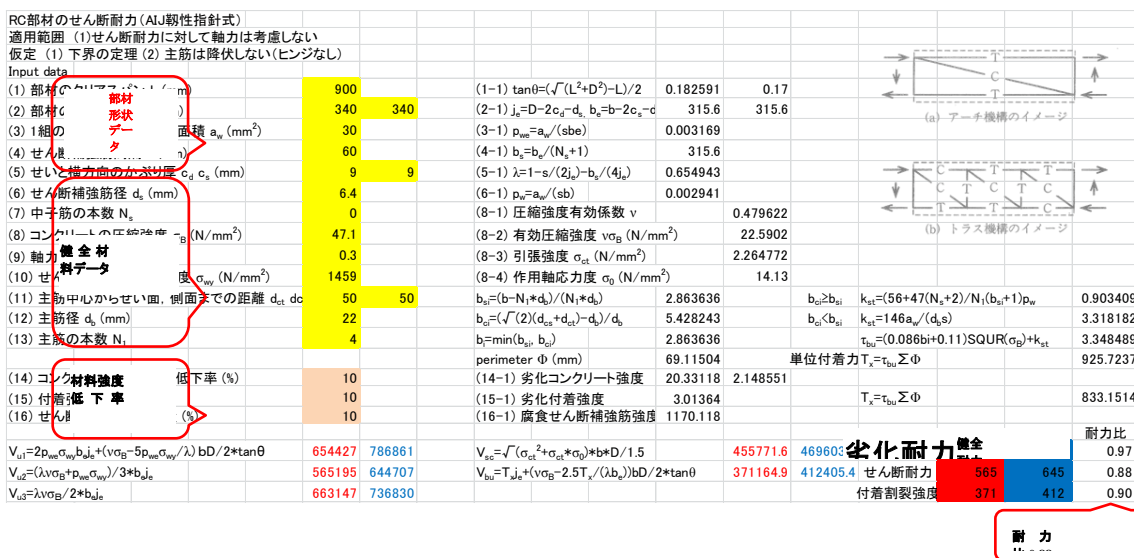 RC部材のせん断耐力（AIJ靭性指針式）
適用範囲 (1)せん断耐力に対して軸力は考慮しない
仮定 (1) 下界の定理 (2) 主筋は降伏しない（ヒンジなし）
Input data
(1) 部材の 900 (1-1) tanθ=(√(L²+D²)-L)/2 0.182591 0.17
(2) 部材の 340 340 (2-1) je=D-2cd-ds, be=b-2cs-d 315.6 315.6
(3) 1組の 面積 aw (mm²) 30 (3-1) pwe=aw/(sbe) 0.003169
(4) せん断 60 (4-1) bs=be/(Ns+1) 315.6
(5) せいと横方向のかぶり厚 cd cs (mm) 9 9 (5-1) λ=1-s/(2je)-bs/(4je) 0.654943
(6) せん断補強筋径 ds (mm) 6.4 (6-1) pw=aw/(sb) 0.002941
(7) 中子筋の本数 Ns 0 (8-1) 圧縮強度有効係数 ν 0.479622
(8) コンクリートの圧縮強度 σB (N/mm²) 47.1 (8-2) 有効圧縮強度 νσB (N/mm²) 22.5902
(9) 軸力 0.3 (8-3) 引張強度 σct (N/mm²) 2.264772
(10) せん 度 σwy (N/mm²) 1459 (8-4) 作用軸応力度 σ0 (N/mm²) 14.13
(11) 主筋中心からせい面，側面までの距離 dct dc 50 50 bsi=(b-N1*db)/(N1*db) 2.863636 bci≥bsi kst=(56+47(Ns+2)/N1(bsi+1)pw 0.903409
(12) 主筋径 db (mm) 22 bci=(√(2)(dcs+dct)-db)/db 5.428243 bci<bsi kst=146aw/(dbs) 3.318182
(13) 主筋の本数 N1 4 bi=min(bsi, bci) 2.863636 τbu=(0.086bi+0.11)SQUR(σB)+kst 3.348489
perimeter Φ (mm) 69.11504 単位付着力 Tx=τbuΣΦ 925.7237
(14) コンク 低下率 (%) 10 (14-1) 劣化コンクリート強度 20.33118 2.148551
(15) 付着 10 (15-1) 劣化付着強度 3.01364 Tx=τbuΣΦ 833.1514
(16) せん (%) 10 (16-1) 腐食せん断補強筋強度 1170.118
部材
形状
デー
タ
健全材
料データ
材料強度
低下率
(a) アーチ機構のイメージ
T
C
T
(b) トラス機構のイメージ
C T C
T C T C
T T
耐力比
Vu1=2pweσwybeje+(νσB-5pweσwy/λ) bD/2*tanθ 654427 786861 Vsc=√(σct²+σct*σ0)*b*D/1.5 455771.6 469603 劣化耐力 健全 0.97
Vu2=(λνσB+pweσwy)/3*beje 565195 644707 Vbu=Txje+(νσB-2.5Tx/(λbe))bD/2*tanθ 371164.9 412405.4 せん断耐力 565 645 0.88
Vu3=λνσB/2*beje 663147 736830 付着割裂強度 371 412 0.90
耐力